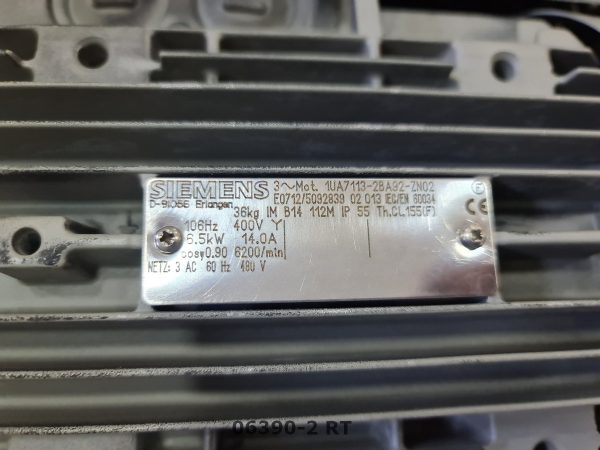 SIEMENS 3~Mot. 1UA7113-2BA92-ZN02
D-91056 Erlangen E0712/5092839 02 013 IEC/EN 60034
36kg IM B14 112M IP 55 Th.Cl.155(F)
106Hz 400V Y
6.5kW 14.0A
cosφ0.90 6200/min
NETZ: 3 AC 60 Hz 480 V
CE
06390-2 RT